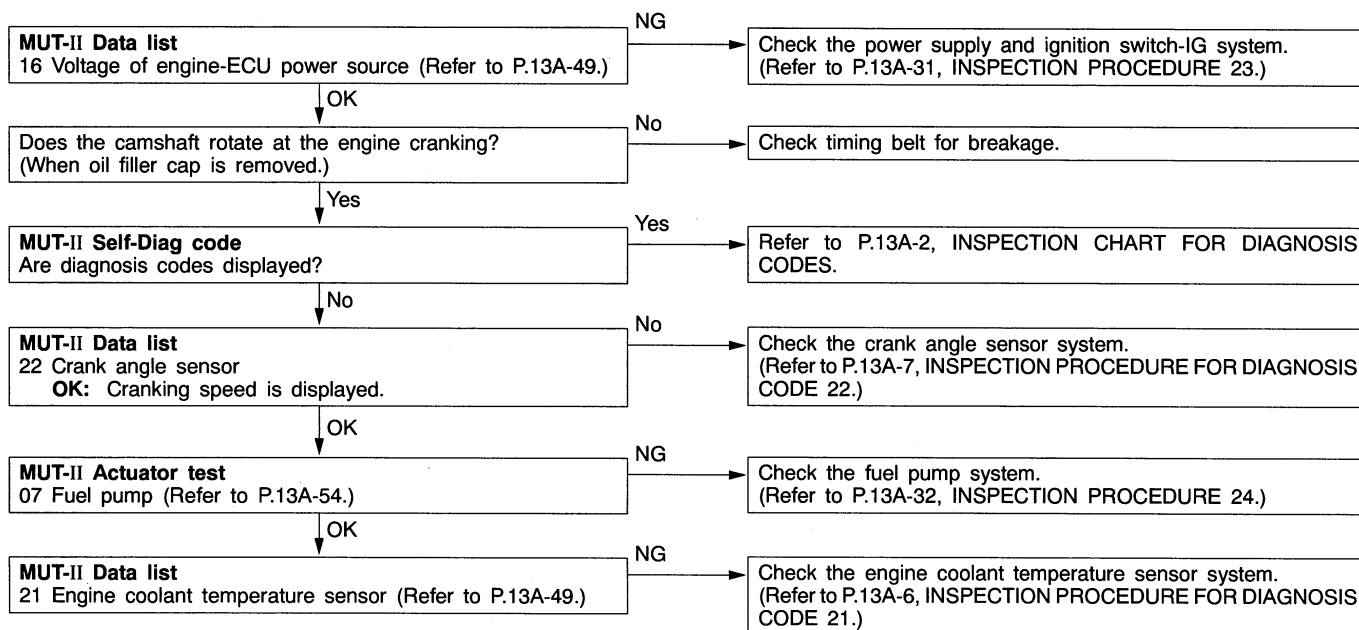 MUT-II Data list
16 Voltage of engine-ECU power source (Refer to P.13A-49.)
NG
Check the power supply and ignition switch-IG system.
(Refer to P.13A-31, INSPECTION PROCEDURE 23.)
OK
Does the camshaft rotate at the engine cranking?
(When oil filler cap is removed.)
No
Check timing belt for breakage.
Yes
MUT-II Self-Diag code
Are diagnosis codes displayed?
Yes
Refer to P.13A-2, INSPECTION CHART FOR DIAGNOSIS
CODES.
No
MUT-II Data list
22 Crank angle sensor
OK: Cranking speed is displayed.
No
Check the crank angle sensor system.
(Refer to P.13A-7, INSPECTION PROCEDURE FOR DIAGNOSIS
CODE 22.)
OK
MUT-II Actuator test
07 Fuel pump (Refer to P.13A-54.)
NG
Check the fuel pump system.
(Refer to P.13A-32, INSPECTION PROCEDURE 24.)
OK
MUT-II Data list
21 Engine coolant temperature sensor (Refer to P.13A-49.)
NG
Check the engine coolant temperature sensor system.
(Refer to P.13A-6, INSPECTION PROCEDURE FOR DIAGNOSIS
CODE 21.)